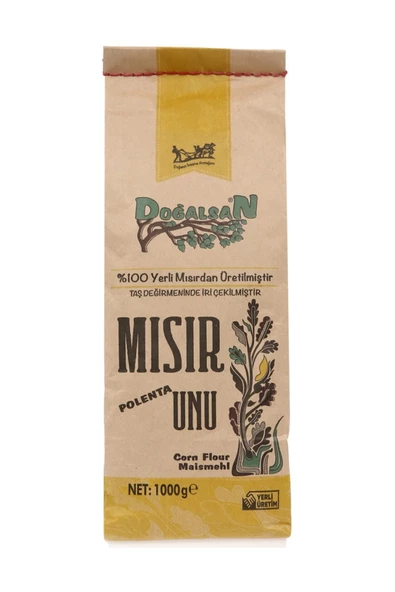 DOĞALSAN
%100 Yerli Mısırdan Üretilmiştir
TAŞ DEĞİRMENİNDE İRİ ÇEKİLMİŞTİR
MISIR
POLENTA
UNU
Corn Flour
Maismehl
NET: 1000g℮
YERLİ
ÜRETİM